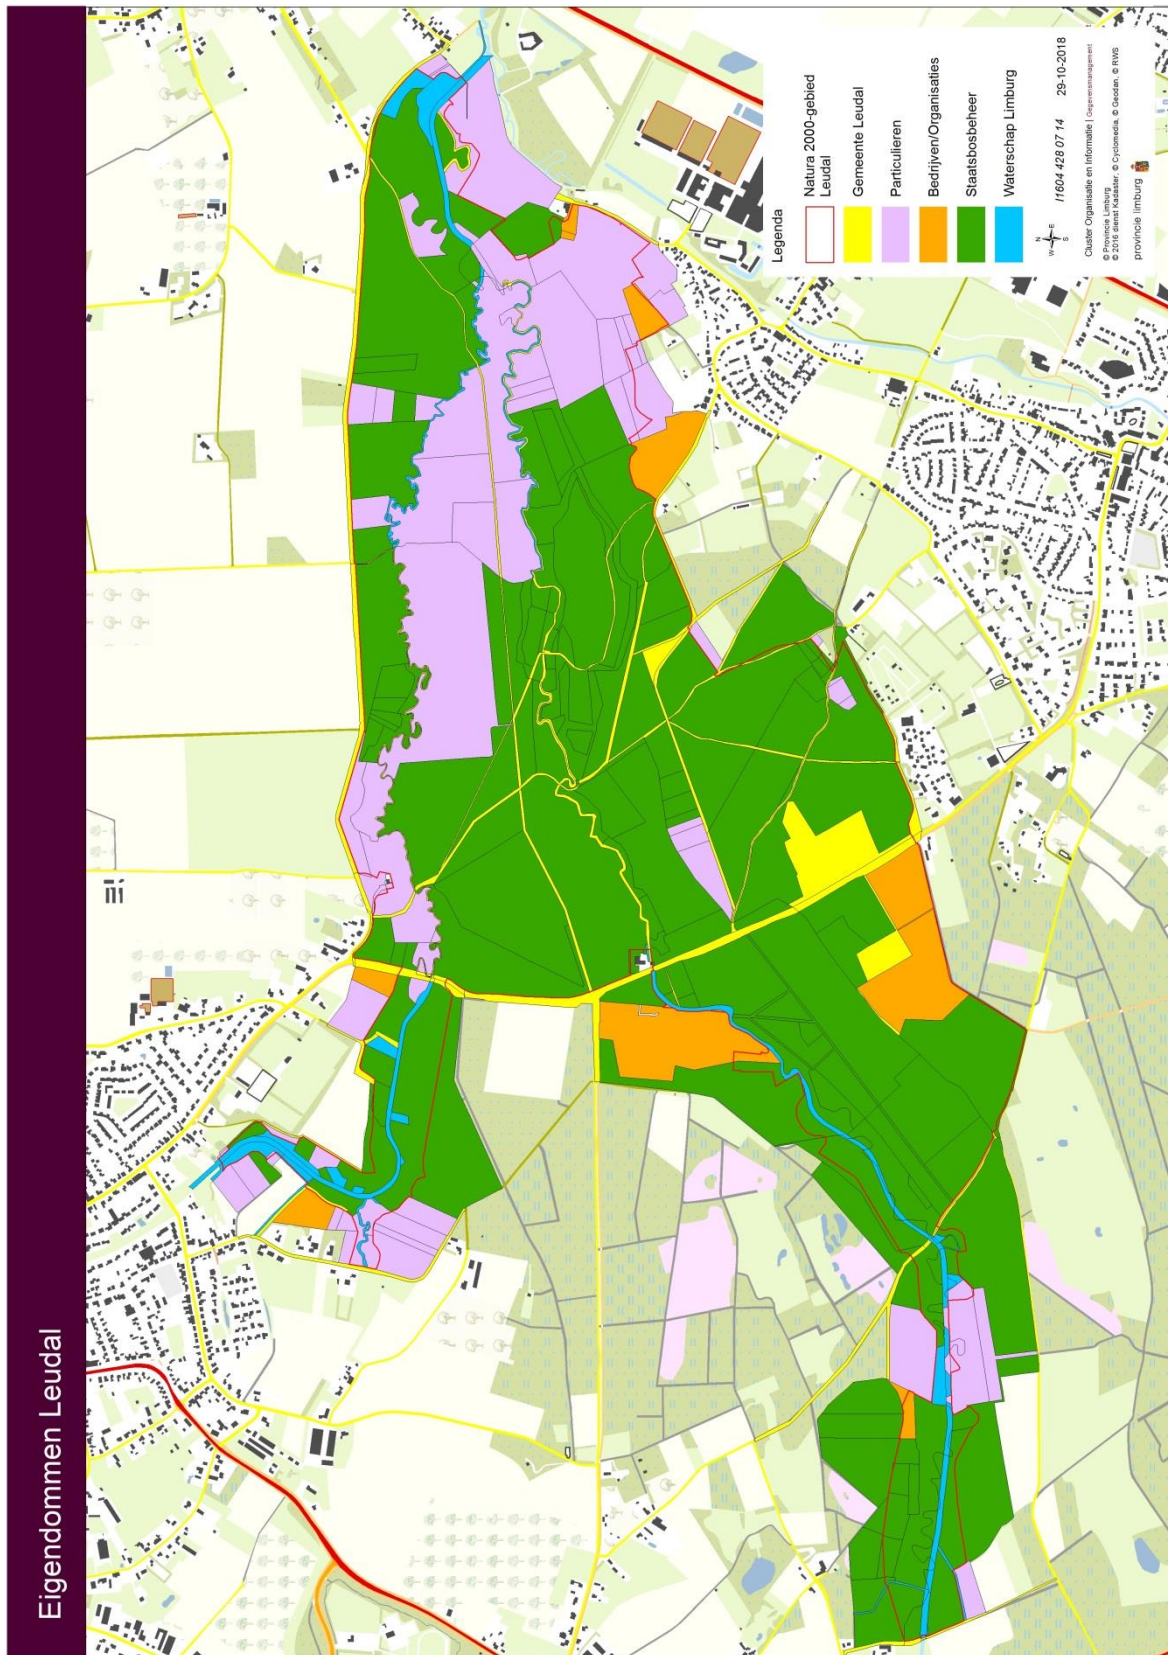 Eigendommen Leudal
Legenda
Natura 2000-gebied
Leudal
Gemeente Leudal
Particulieren
Bedrijven/Organisaties
Staatsbosbeheer
Waterschap Limburg
N
W E
S
I1604 428 07 14 29-10-2018
Cluster Organisatie en Informatie | Gegevensmanagement
© Provincie Limburg
© 2016 dienst Kadaster, © Cyclomedia, © Geodan, © RWS
provincie limburg